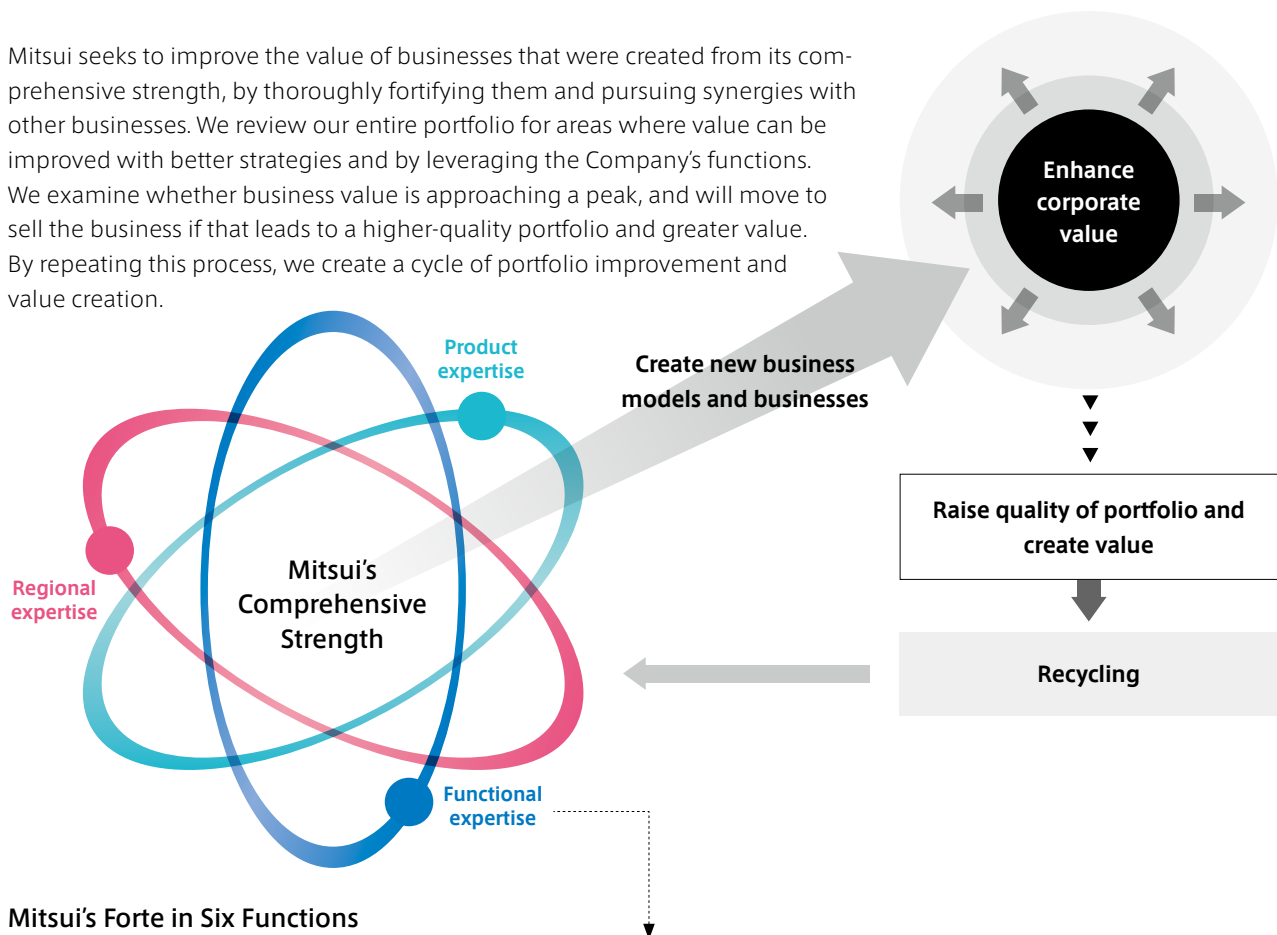 Mitsui seeks to improve the value of businesses that were created from its com-
prehensive strength, by thoroughly fortifying them and pursuing synergies with
other businesses. We review our entire portfolio for areas where value can be
improved with better strategies and by leveraging the Company’s functions.
We examine whether business value is approaching a peak, and will move to
sell the business if that leads to a higher-quality portfolio and greater value.
By repeating this process, we create a cycle of portfolio improvement and
value creation.
Enhance
corporate
value
Product
expertise
Create new business
models and businesses
Raise quality of portfolio and
create value
Regional
expertise
Mitsui’s
Comprehensive
Strength
Recycling
Functional
expertise
Mitsui’s Forte in Six Functions